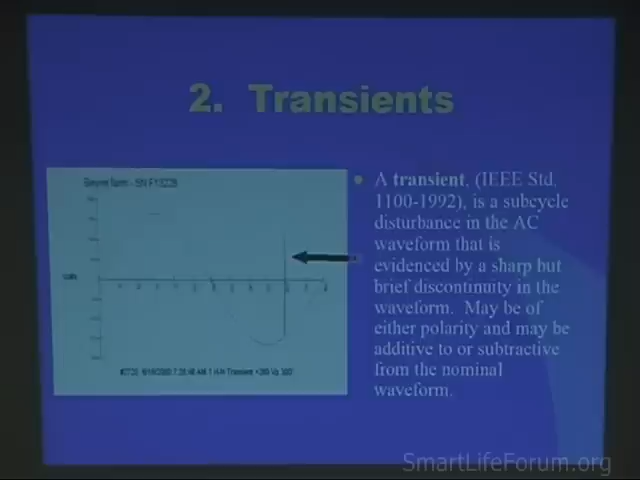 2. Transients
A transient, (IEEE Std.
1100-1992), is a subcycle
disturbance in the AC
waveform that is
evidenced by a sharp but
brief discontinuity in the
waveform. May be of
either polarity and may be
additive to or subtractive
from the nominal
waveform.
SmartLifeForum.org